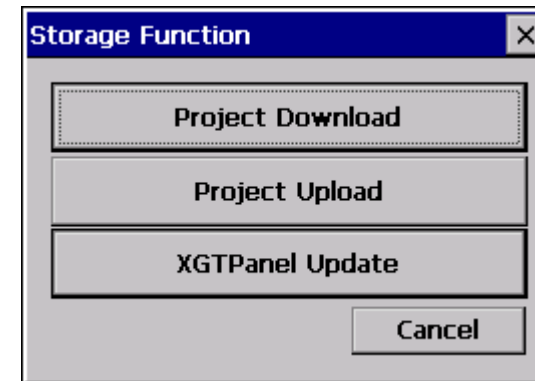 Storage Function
Project Download
Project Upload
XGTPanel Update
Cancel